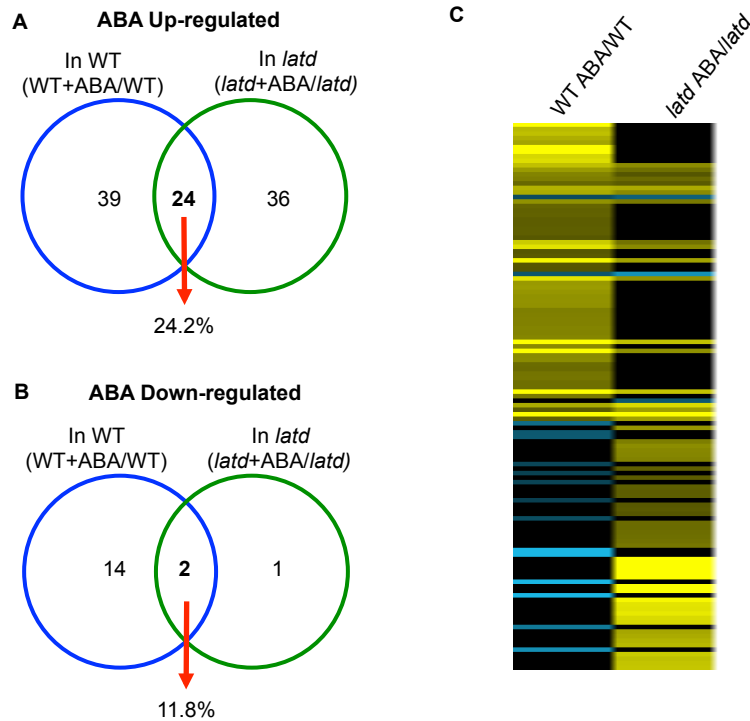 A
ABA Up-regulated
In WT
(WT+ABA/WT)
In latd
(latd+ABA/latd)
39
24
36
24.2%
B
ABA Down-regulated
In WT
(WT+ABA/WT)
In latd
(latd+ABA/latd)
14
2
1
11.8%
C
WT ABA/WT
latd ABA/latd